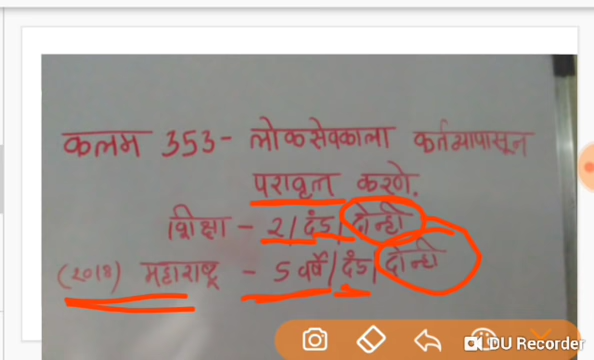 कलम 353- लोकसेवकाला कर्तव्यापासून
परावृत्त करणे.
शिक्षा - 2/दंड/दोन्ही
(2018) महाराष्ट्र - 5 वर्षे/दंड/दोन्ही
DU Recorder